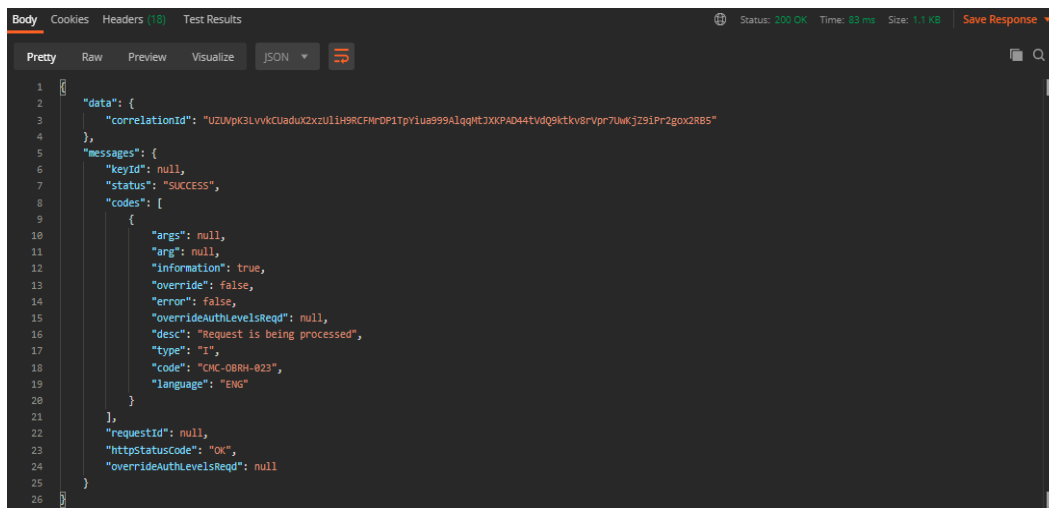 Body Cookies Headers (18) Test Results Status: 200 OK Time: 83 ms Size: 1.1 KB Save Response
Pretty Raw Preview Visualize JSON
1 {
2 "data": {
3 "correlationId": "UZUVpK3LvvkCUaduX2xzUliH9RCFMrDP1TpYiua999AlqqMtJXKPAD44tVdQ9ktkv8rVpr7UwKjZ9iPr2gox2RB5"
4 },
5 "messages": {
6 "keyId": null,
7 "status": "SUCCESS",
8 "codes": [
9 {
10 "args": null,
11 "arg": null,
12 "information": true,
13 "override": false,
14 "error": false,
15 "overrideAuthLevelsReqd": null,
16 "desc": "Request is being processed",
17 "type": "I",
18 "code": "CMC-OBRH-023",
19 "language": "ENG"
20 }
21 ],
22 "requestId": null,
23 "httpStatusCode": "OK",
24 "overrideAuthLevelsReqd": null
25 }
26 }